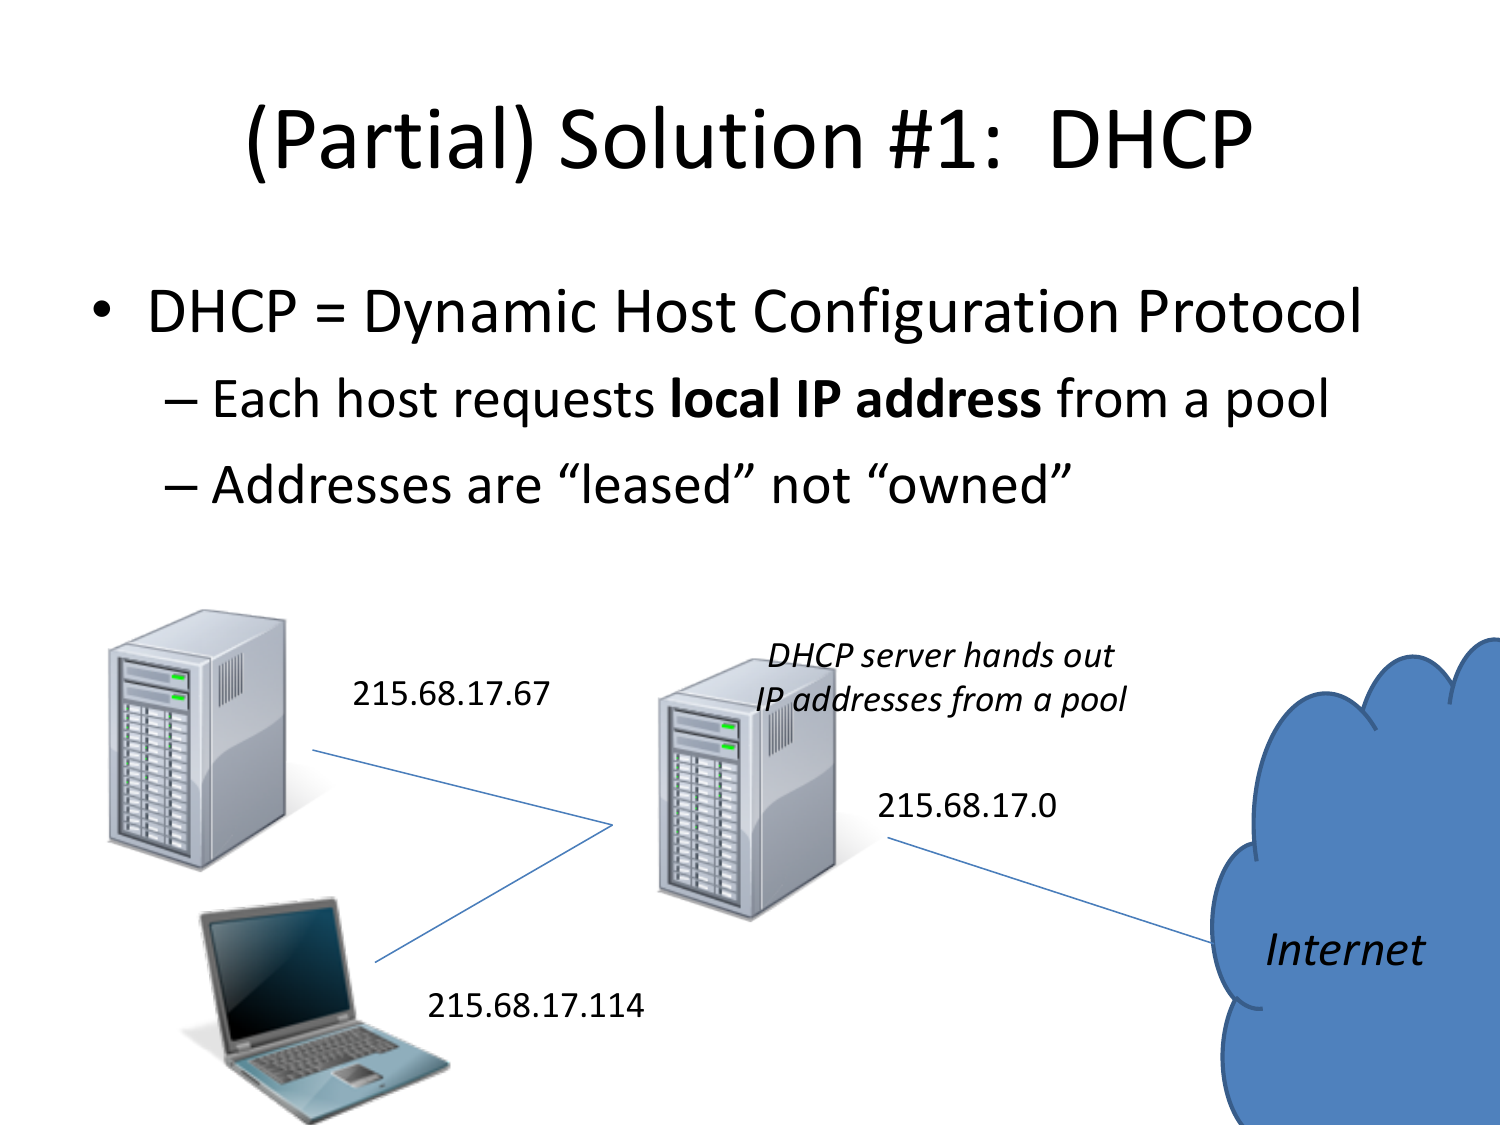 (Partial) Solution #1: DHCP
• DHCP = Dynamic Host Configuration Protocol
– Each host requests local IP address from a pool
– Addresses are “leased” not “owned”
DHCP server hands out
IP addresses from a pool
215.68.17.67
215.68.17.0
Internet
215.68.17.114